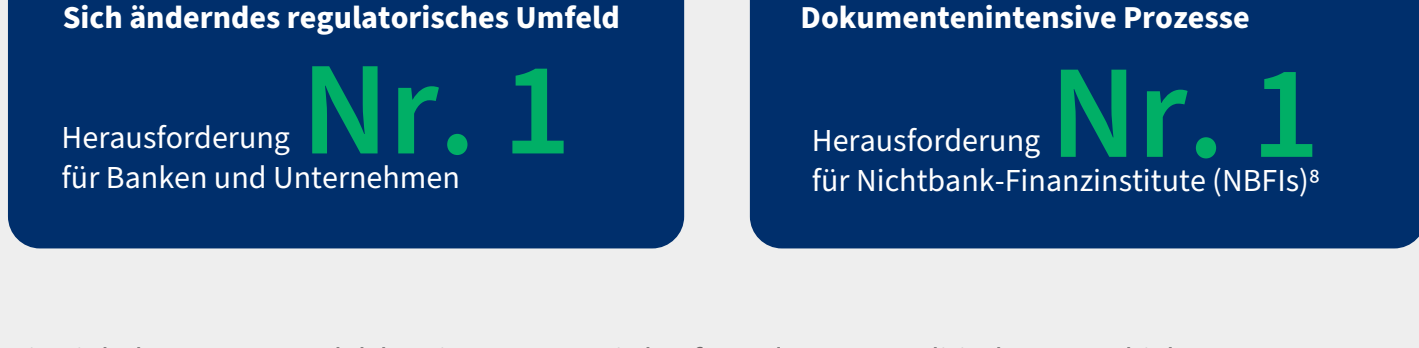 Sich änderndes regulatorisches Umfeld
Herausforderung Nr. 1
für Banken und Unternehmen
Dokumentenintensive Prozesse
Herausforderung Nr. 1
für Nichtbank-Finanzinstitute (NBFIs)⁸